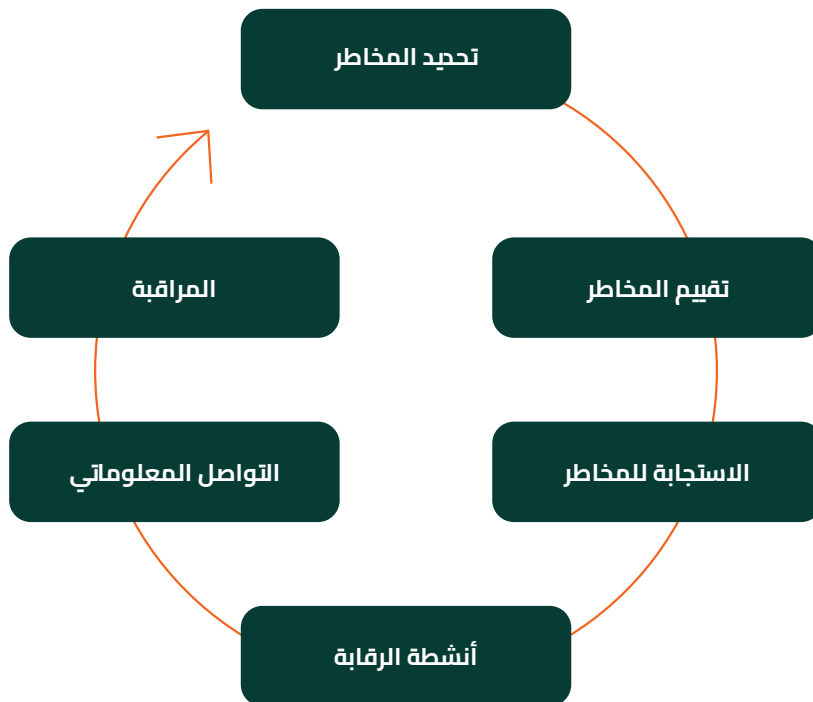 تحديد المخاطر
تقييم المخاطر
الاستجابة للمخاطر
أنشطة الرقابة
التواصل المعلوماتي
المراقبة